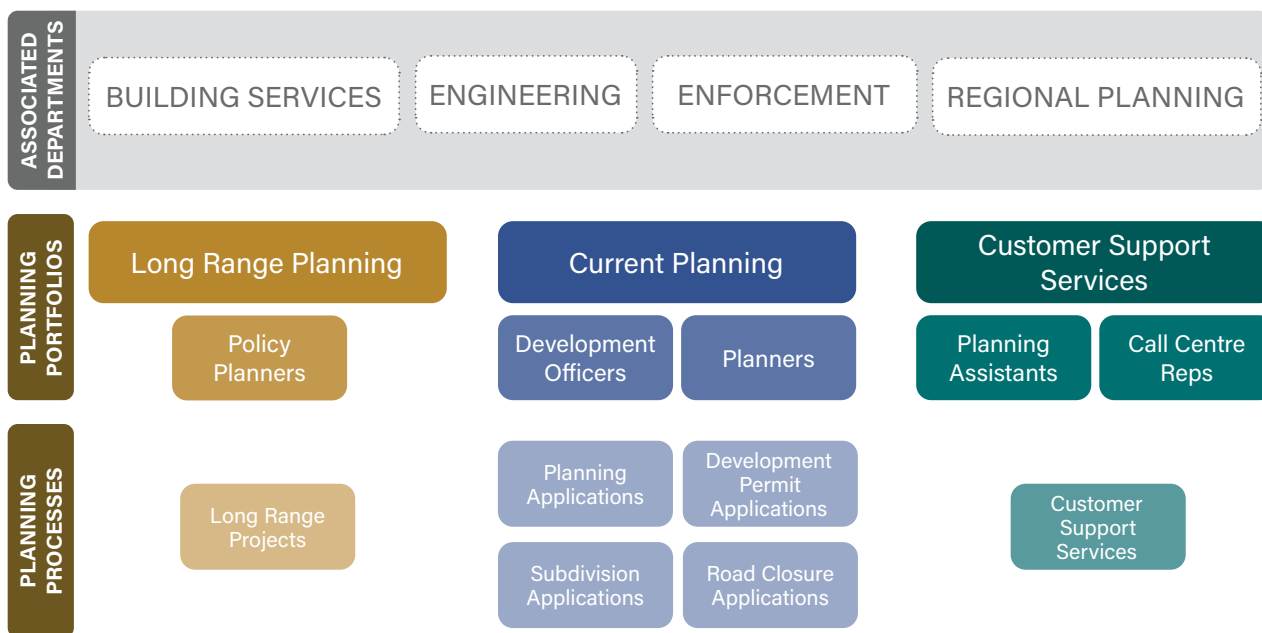 ASSOCIATED
DEPARTMENTS
BUILDING SERVICES
ENGINEERING
ENFORCEMENT
REGIONAL PLANNING
PLANNING
PORTFOLIOS
Long Range Planning
Current Planning
Customer Support
Services
Policy
Planners
Development
Officers
Planners
Planning
Assistants
Call Centre
Reps
PLANNING
PROCESSES
Long Range
Projects
Planning
Applications
Development
Permit
Applications
Subdivision
Applications
Road Closure
Applications
Customer
Support
Services